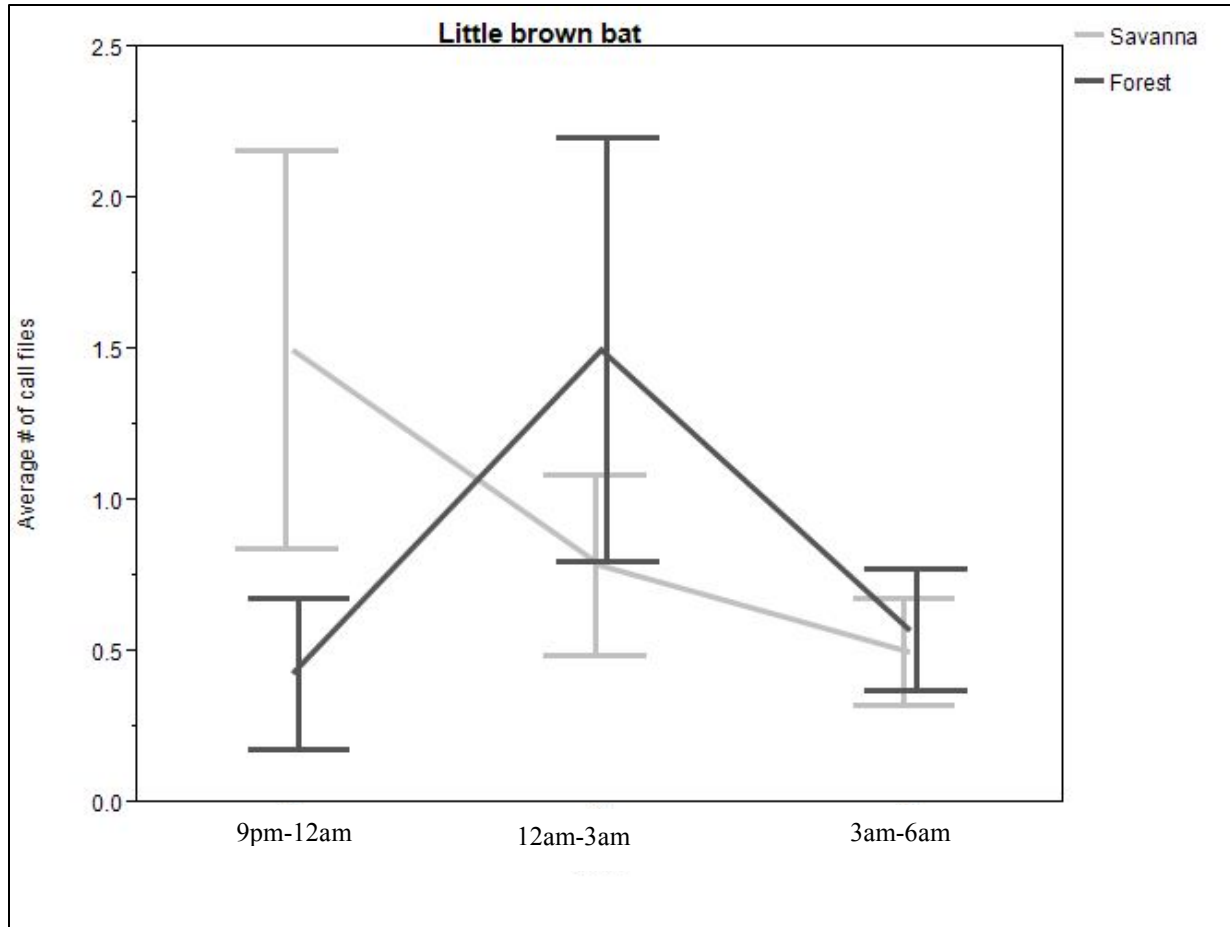 Little brown bat
Savanna
Forest
2.5
2.0
1.5
1.0
0.5
0.0
Average # of call files
9pm-12am
12am-3am
3am-6am